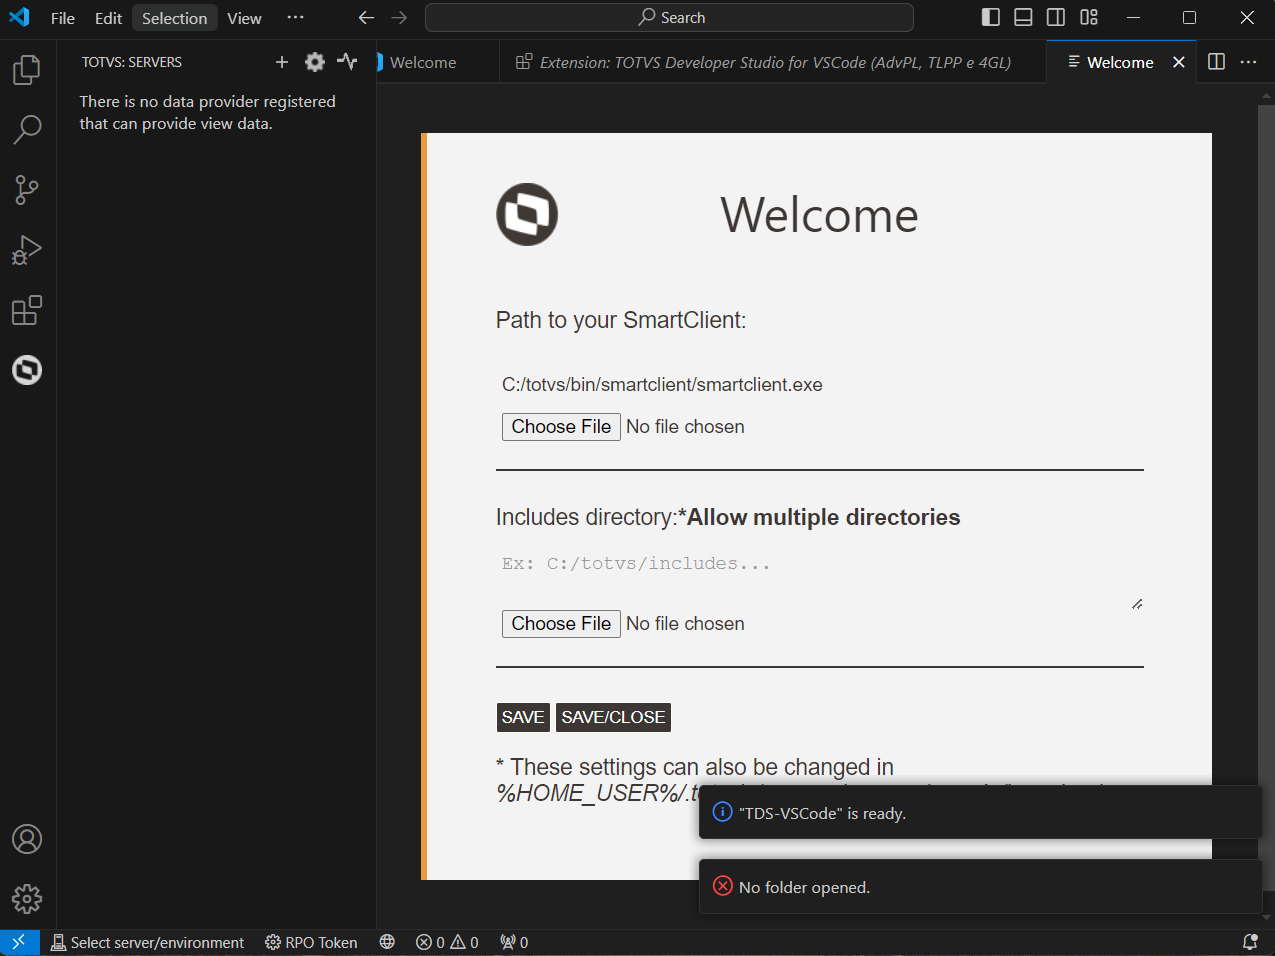 File Edit Selection View ... Search
TOTVS: SERVERS
Welcome Extension: TOTVS Developer Studio for VSCode (AdvPL, TLPP e 4GL) Welcome
There is no data provider registered
that can provide view data.
Welcome
Path to your SmartClient:
C:/totvs/bin/smartclient/smartclient.exe
Choose File No file chosen
Includes directory:*Allow multiple directories
Ex: C:/totvs/includes...
Choose File No file chosen
SAVE SAVE/CLOSE
* These settings can also be changed in
%HOME_USER%/
"TDS-VSCode" is ready.
No folder opened.
Select server/environment RPO Token 0 0 0